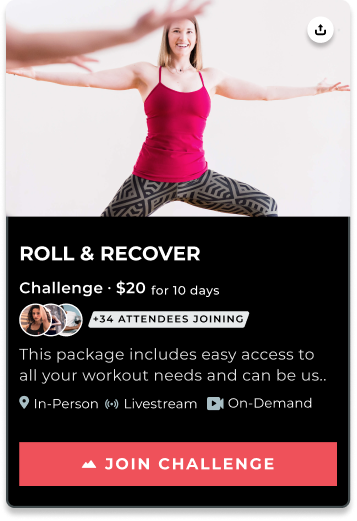 ROLL & RECOVER
Challenge · $20 for 10 days
+34 ATTENDEES JOINING
This package includes easy access to
all your workout needs and can be us..
In-Person Livestream On-Demand
JOIN CHALLENGE